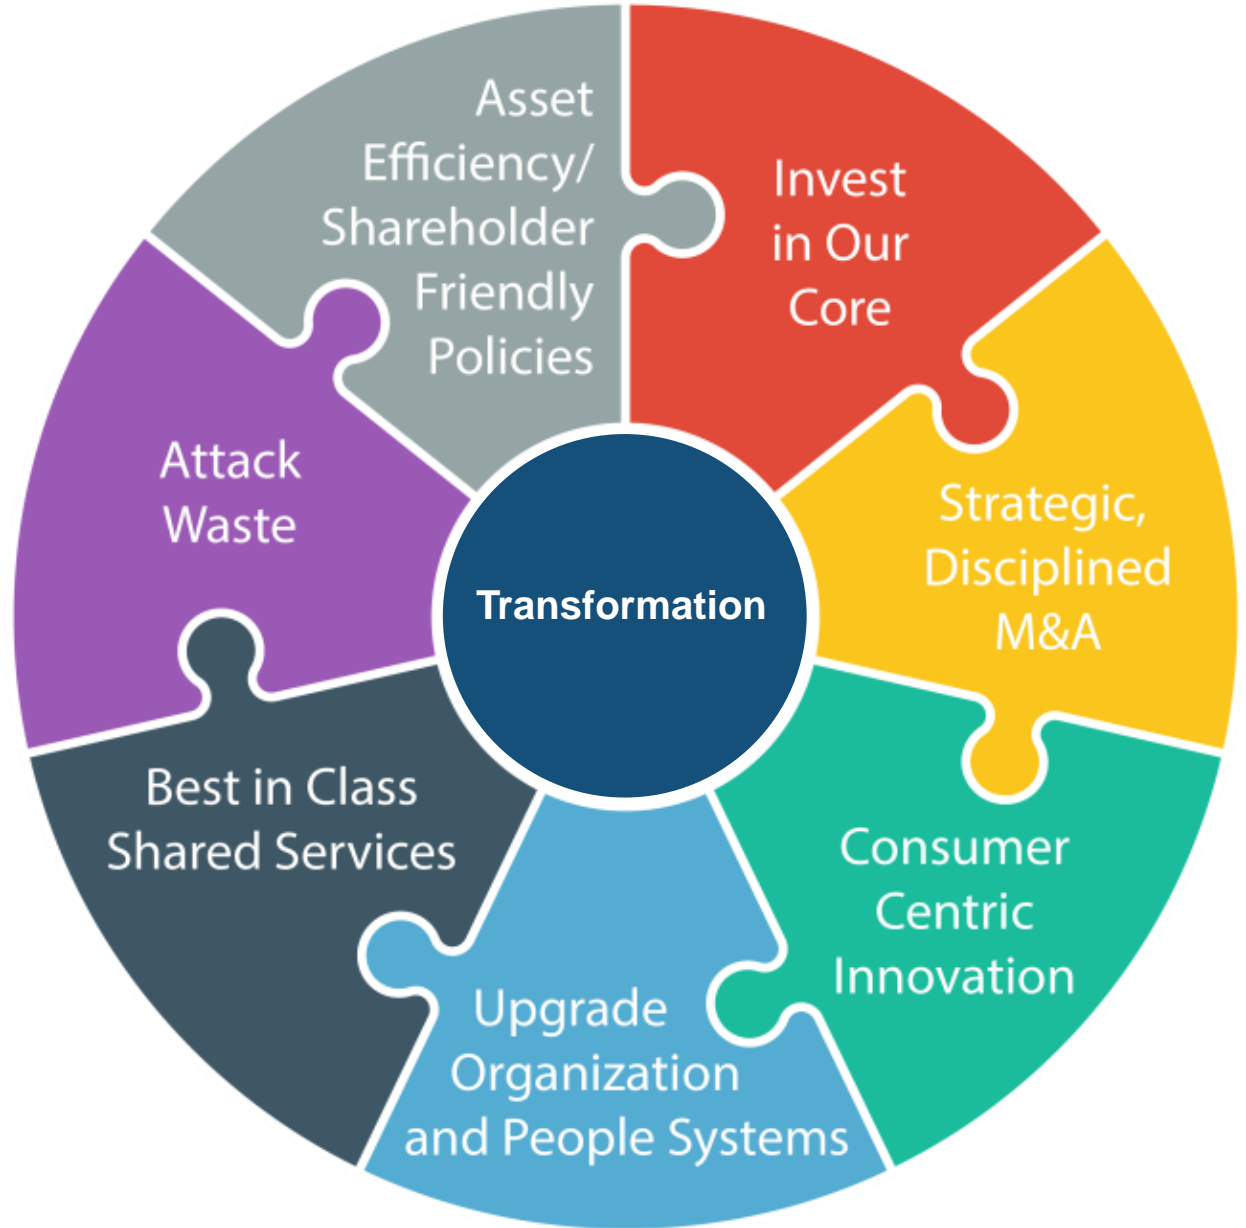 Asset
Efficiency/
Shareholder
Friendly
Policies
Invest
in Our
Core
Strategic,
Disciplined
M&A
Consumer
Centric
Innovation
Upgrade
Organization
and People Systems
Best in Class
Shared Services
Attack
Waste
Transformation